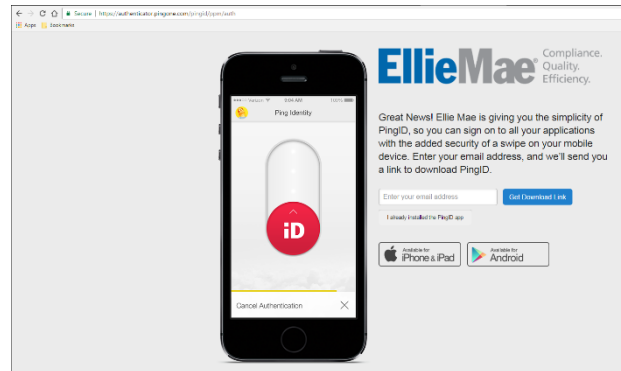 Secure | https://authenticator.pingone.com/pingid/ppm/auth
Apps Bookmarks
EllieMae
Compliance.
Quality.
Efficiency.
100%
Ping Identity
iD
Cancel Authentication
Great News! Ellie Mae is giving you the simplicity of
PingID, so you can sign on to all your applications
with the added security of a swipe on your mobile
device. Enter your email address, and we'll send you
a link to download PingID.
Enter your email address
Get Download Link
I already installed the PingID app
Available for
iPhone & iPad
Available for
Android